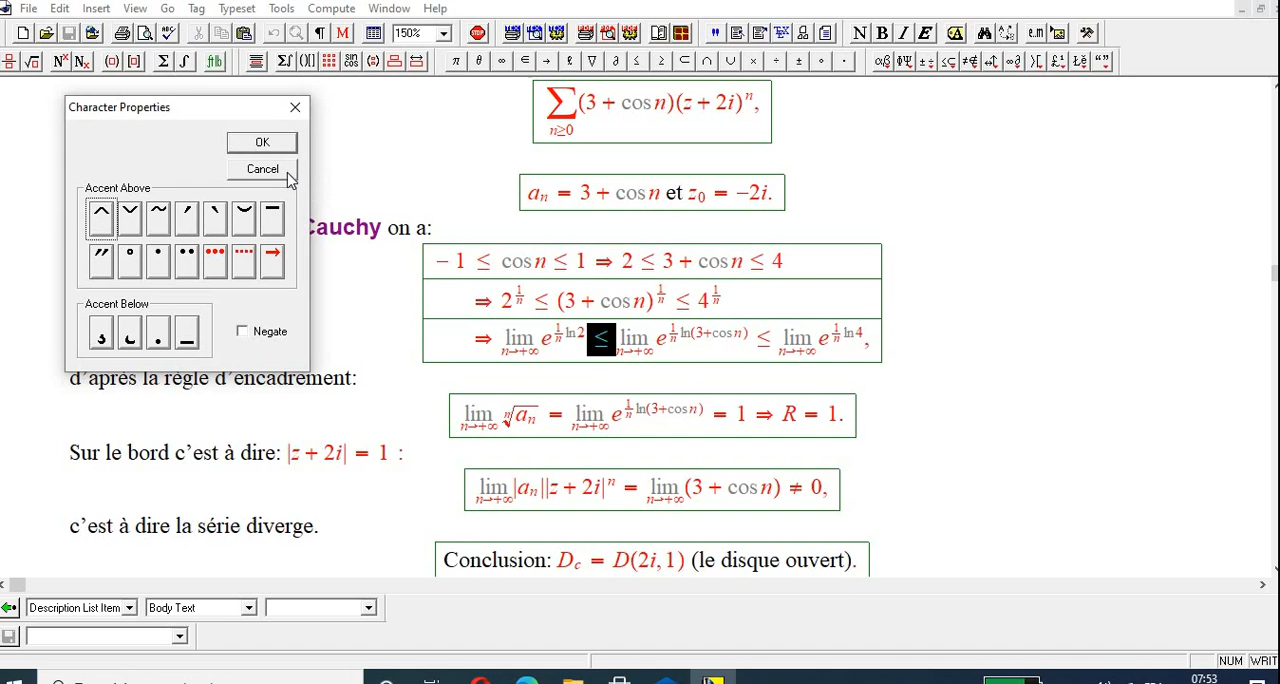 File Edit Insert View Go Tag Typeset Tools Compute Window Help
150%
π θ ∞ ∈ → ℓ ∇ ∂ ≤ ≥ ⊂ ∩ ∪ × ÷ ± ∘ ·
Character Properties
OK
Cancel
Accent Above
Accent Below
Negate
∑_{n≥0} (3 + cos n)(z + 2i)^n,
a_n = 3 + cos n et z_0 = −2i.
Cauchy on a:
−1 ≤ cos n ≤ 1 ⇒ 2 ≤ 3 + cos n ≤ 4
⇒ 2^{1/n} ≤ (3 + cos n)^{1/n} ≤ 4^{1/n}
⇒ lim_{n→+∞} e^{1/n ln 2} ≤ lim_{n→+∞} e^{1/n ln(3+cos n)} ≤ lim_{n→+∞} e^{1/n ln 4},
d'après la règle d'encadrement:
lim_{n→+∞} ⁿ√a_n = lim_{n→+∞} e^{1/n ln(3+cos n)} = 1 ⇒ R = 1.
Sur le bord c'est à dire: |z + 2i| = 1 :
lim_{n→+∞} |a_n||z + 2i|^n = lim_{n→+∞} (3 + cos n) ≠ 0,
c'est à dire la série diverge.
Conclusion: D_c = D(2i, 1) (le disque ouvert).
Description List Item Body Text
NUM WRIT
07:53